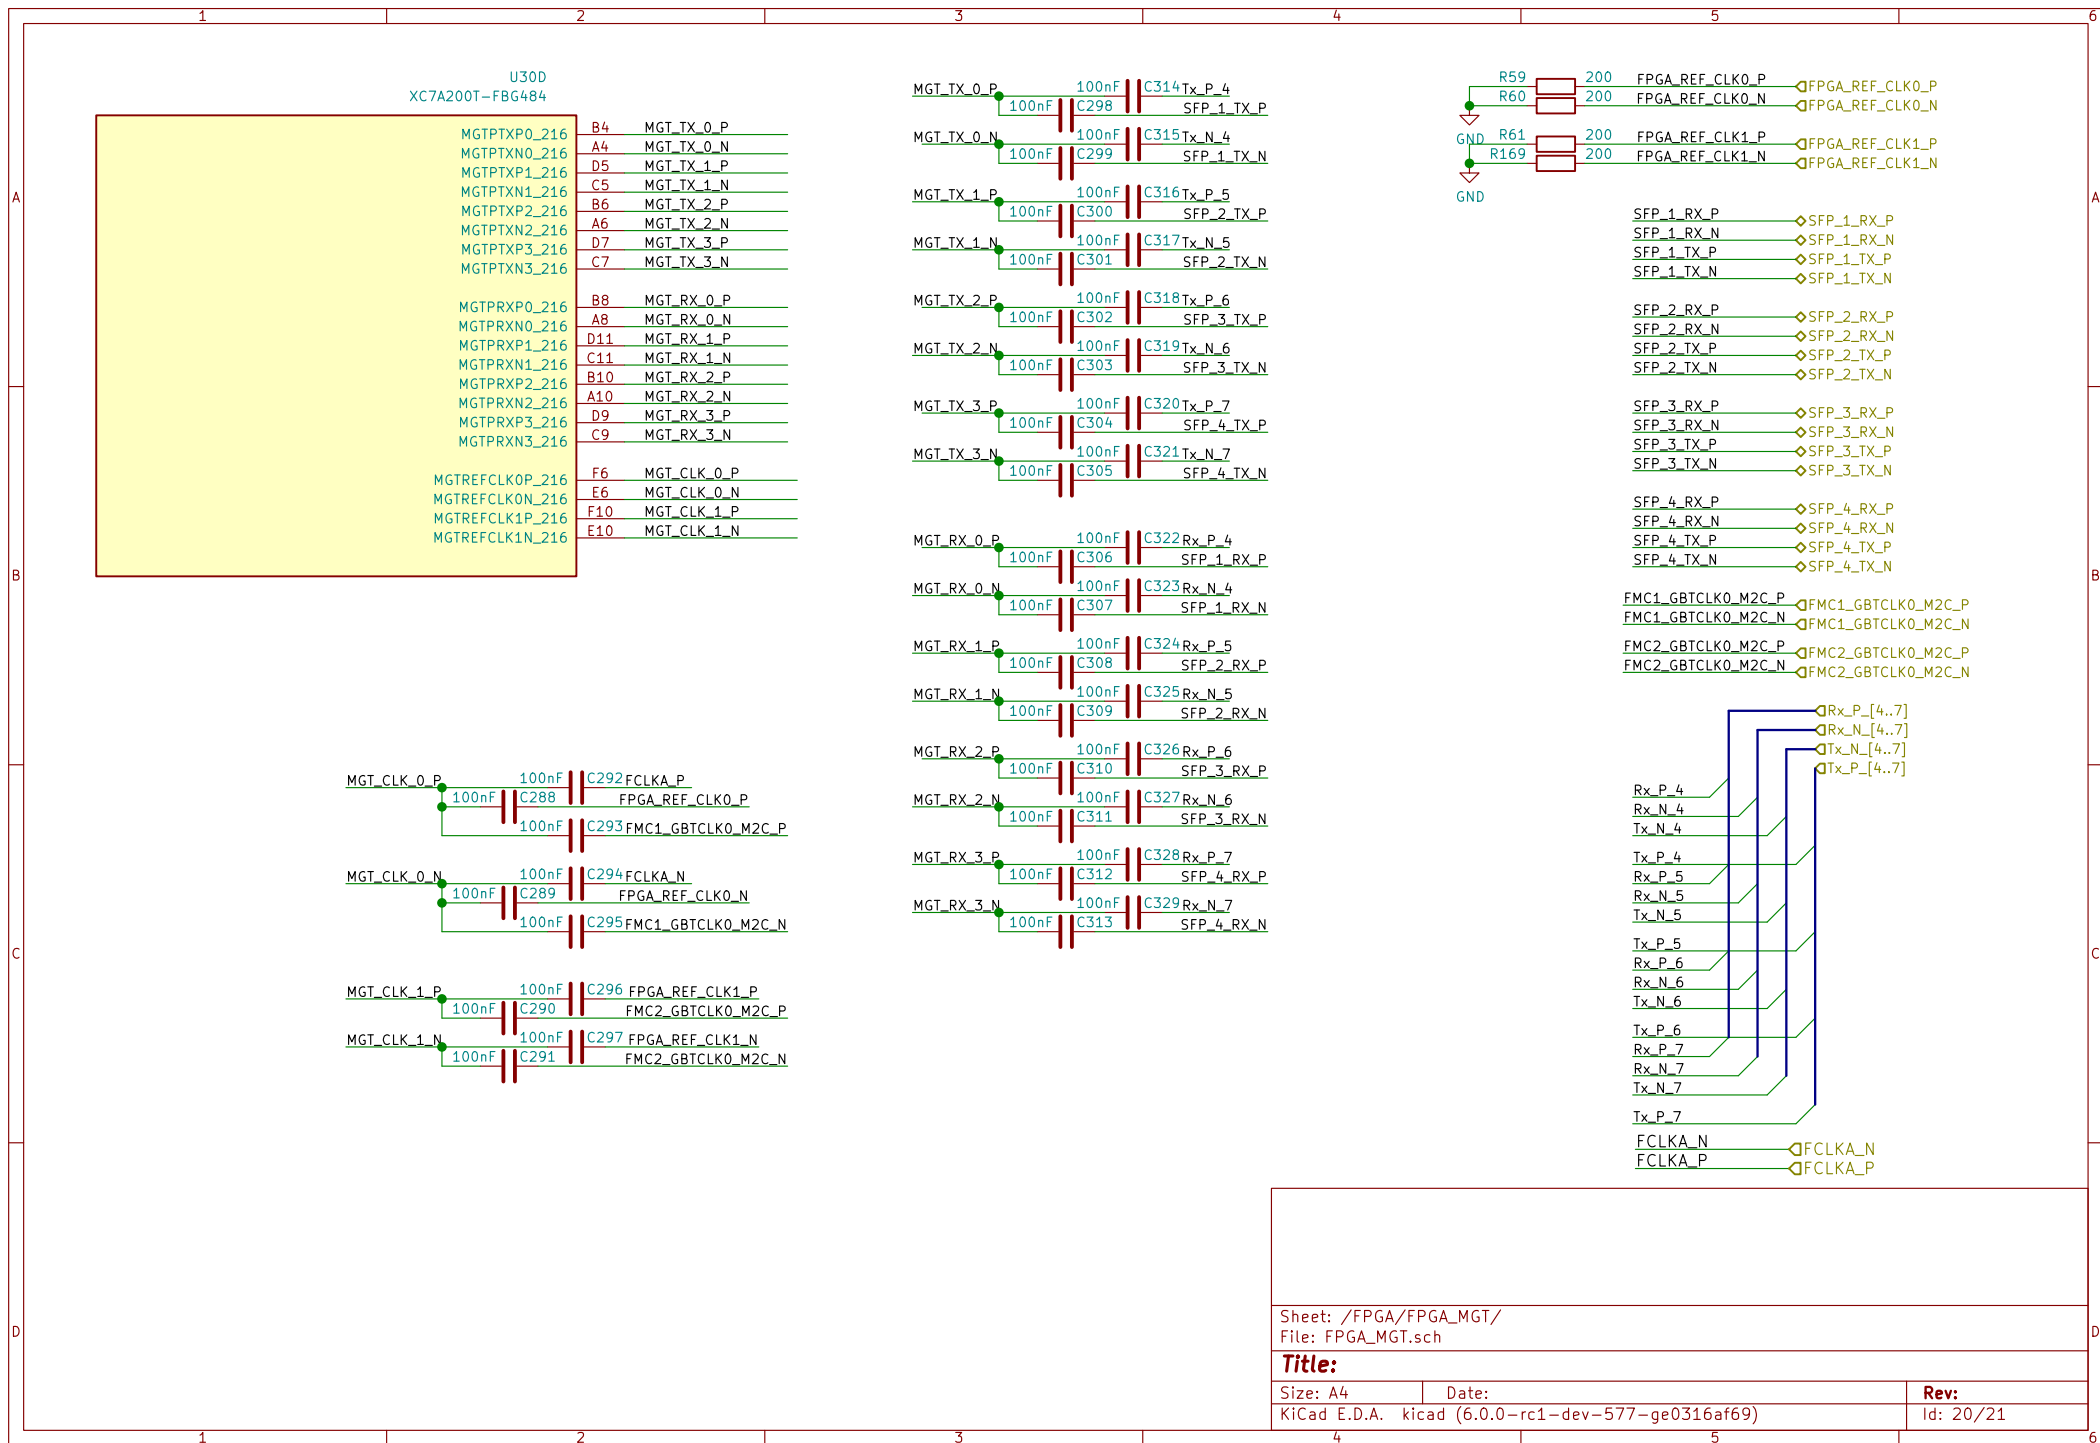 1 2 3 4 5 6
U30D
XC7A200T-FBG484
MGTPTXP0_216 B4 MGT_TX_0_P
MGTPTXN0_216 A4 MGT_TX_0_N
MGTPTXP1_216 D5 MGT_TX_1_P
MGTPTXN1_216 C5 MGT_TX_1_N
MGTPTXP2_216 B6 MGT_TX_2_P
MGTPTXN2_216 A6 MGT_TX_2_N
MGTPTXP3_216 D7 MGT_TX_3_P
MGTPTXN3_216 C7 MGT_TX_3_N
MGTPRXP0_216 B8 MGT_RX_0_P
MGTPRXN0_216 A8 MGT_RX_0_N
MGTPRXP1_216 D11 MGT_RX_1_P
MGTPRXN1_216 C11 MGT_RX_1_N
MGTPRXP2_216 B10 MGT_RX_2_P
MGTPRXN2_216 A10 MGT_RX_2_N
MGTPRXP3_216 D9 MGT_RX_3_P
MGTPRXN3_216 C9 MGT_RX_3_N
MGTREFCLK0P_216 F6 MGT_CLK_0_P
MGTREFCLK0N_216 E6 MGT_CLK_0_N
MGTREFCLK1P_216 F10 MGT_CLK_1_P
MGTREFCLK1N_216 E10 MGT_CLK_1_N
MGT_CLK_0_P 100nF C292 FCLKA_P
100nF C288 FPGA_REF_CLK0_P
100nF C293 FMC1_GBTCLK0_M2C_P
MGT_CLK_0_N 100nF C294 FCLKA_N
100nF C289 FPGA_REF_CLK0_N
100nF C295 FMC1_GBTCLK0_M2C_N
MGT_CLK_1_P 100nF C296 FPGA_REF_CLK1_P
100nF C290 FMC2_GBTCLK0_M2C_P
MGT_CLK_1_N 100nF C297 FPGA_REF_CLK1_N
100nF C291 FMC2_GBTCLK0_M2C_N
MGT_TX_0_P 100nF C314 Tx_P_4
100nF C298 SFP_1_TX_P
MGT_TX_0_N 100nF C315 Tx_N_4
100nF C299 SFP_1_TX_N
MGT_TX_1_P 100nF C316 Tx_P_5
100nF C300 SFP_2_TX_P
MGT_TX_1_N 100nF C317 Tx_N_5
100nF C301 SFP_2_TX_N
MGT_TX_2_P 100nF C318 Tx_P_6
100nF C302 SFP_3_TX_P
MGT_TX_2_N 100nF C319 Tx_N_6
100nF C303 SFP_3_TX_N
MGT_TX_3_P 100nF C320 Tx_P_7
100nF C304 SFP_4_TX_P
MGT_TX_3_N 100nF C321 Tx_N_7
100nF C305 SFP_4_TX_N
MGT_RX_0_P 100nF C322 Rx_P_4
100nF C306 SFP_1_RX_P
MGT_RX_0_N 100nF C323 Rx_N_4
100nF C307 SFP_1_RX_N
MGT_RX_1_P 100nF C324 Rx_P_5
100nF C308 SFP_2_RX_P
MGT_RX_1_N 100nF C325 Rx_N_5
100nF C309 SFP_2_RX_N
MGT_RX_2_P 100nF C326 Rx_P_6
100nF C310 SFP_3_RX_P
MGT_RX_2_N 100nF C327 Rx_N_6
100nF C311 SFP_3_RX_N
MGT_RX_3_P 100nF C328 Rx_P_7
100nF C312 SFP_4_RX_P
MGT_RX_3_N 100nF C329 Rx_N_7
100nF C313 SFP_4_RX_N
R59 200 FPGA_REF_CLK0_P FPGA_REF_CLK0_P
R60 200 FPGA_REF_CLK0_N FPGA_REF_CLK0_N
GND
R61 200 FPGA_REF_CLK1_P FPGA_REF_CLK1_P
R169 200 FPGA_REF_CLK1_N FPGA_REF_CLK1_N
GND
SFP_1_RX_P SFP_1_RX_P
SFP_1_RX_N SFP_1_RX_N
SFP_1_TX_P SFP_1_TX_P
SFP_1_TX_N SFP_1_TX_N
SFP_2_RX_P SFP_2_RX_P
SFP_2_RX_N SFP_2_RX_N
SFP_2_TX_P SFP_2_TX_P
SFP_2_TX_N SFP_2_TX_N
SFP_3_RX_P SFP_3_RX_P
SFP_3_RX_N SFP_3_RX_N
SFP_3_TX_P SFP_3_TX_P
SFP_3_TX_N SFP_3_TX_N
SFP_4_RX_P SFP_4_RX_P
SFP_4_RX_N SFP_4_RX_N
SFP_4_TX_P SFP_4_TX_P
SFP_4_TX_N SFP_4_TX_N
FMC1_GBTCLK0_M2C_P FMC1_GBTCLK0_M2C_P
FMC1_GBTCLK0_M2C_N FMC1_GBTCLK0_M2C_N
FMC2_GBTCLK0_M2C_P FMC2_GBTCLK0_M2C_P
FMC2_GBTCLK0_M2C_N FMC2_GBTCLK0_M2C_N
Rx_P_[4..7]
Rx_N_[4..7]
Tx_N_[4..7]
Tx_P_[4..7]
Rx_P_4
Rx_N_4
Tx_N_4
Tx_P_4
Rx_P_5
Rx_N_5
Tx_N_5
Tx_P_5
Rx_P_6
Rx_N_6
Tx_N_6
Tx_P_6
Rx_P_7
Rx_N_7
Tx_N_7
Tx_P_7
FCLKA_N FCLKA_N
FCLKA_P FCLKA_P
A A
B B
C C
D D
Sheet: /FPGA/FPGA_MGT/
File: FPGA_MGT.sch
Title:
Size: A4 Date: Rev:
KiCad E.D.A. kicad (6.0.0-rc1-dev-577-ge0316af69) Id: 20/21
1 2 3 4 5 6